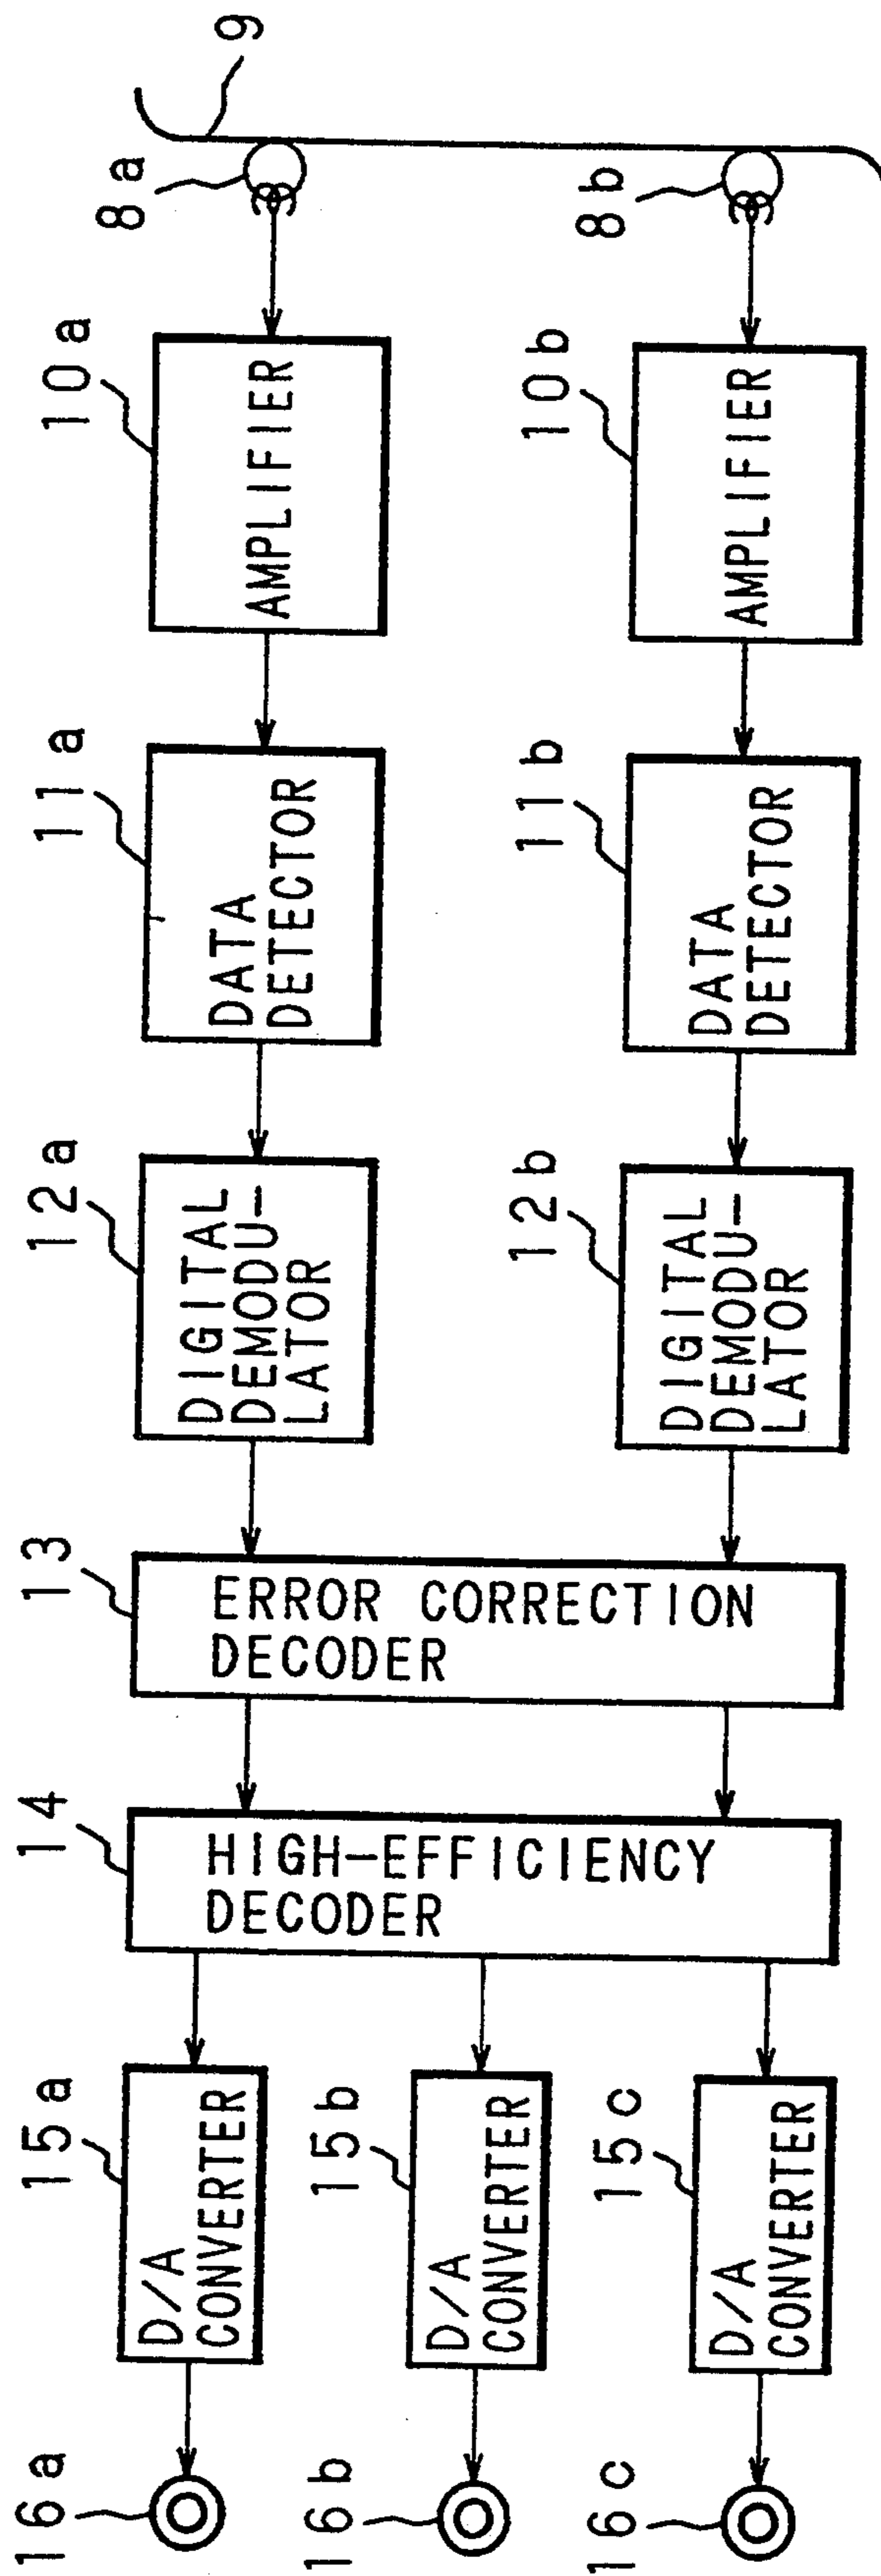 9
8a
8b
10a
AMPLIFIER
10b
AMPLIFIER
11a
DATA
DETECTOR
11b
DATA
DETECTOR
12a
DIGITAL
DEMODU-
LATOR
12b
DIGITAL
DEMODU-
LATOR
13
ERROR CORRECTION
DECODER
14
HIGH-EFFICIENCY
DECODER
15a
D/A
CONVERTER
15b
D/A
CONVERTER
15c
D/A
CONVERTER
16a
16b
16c